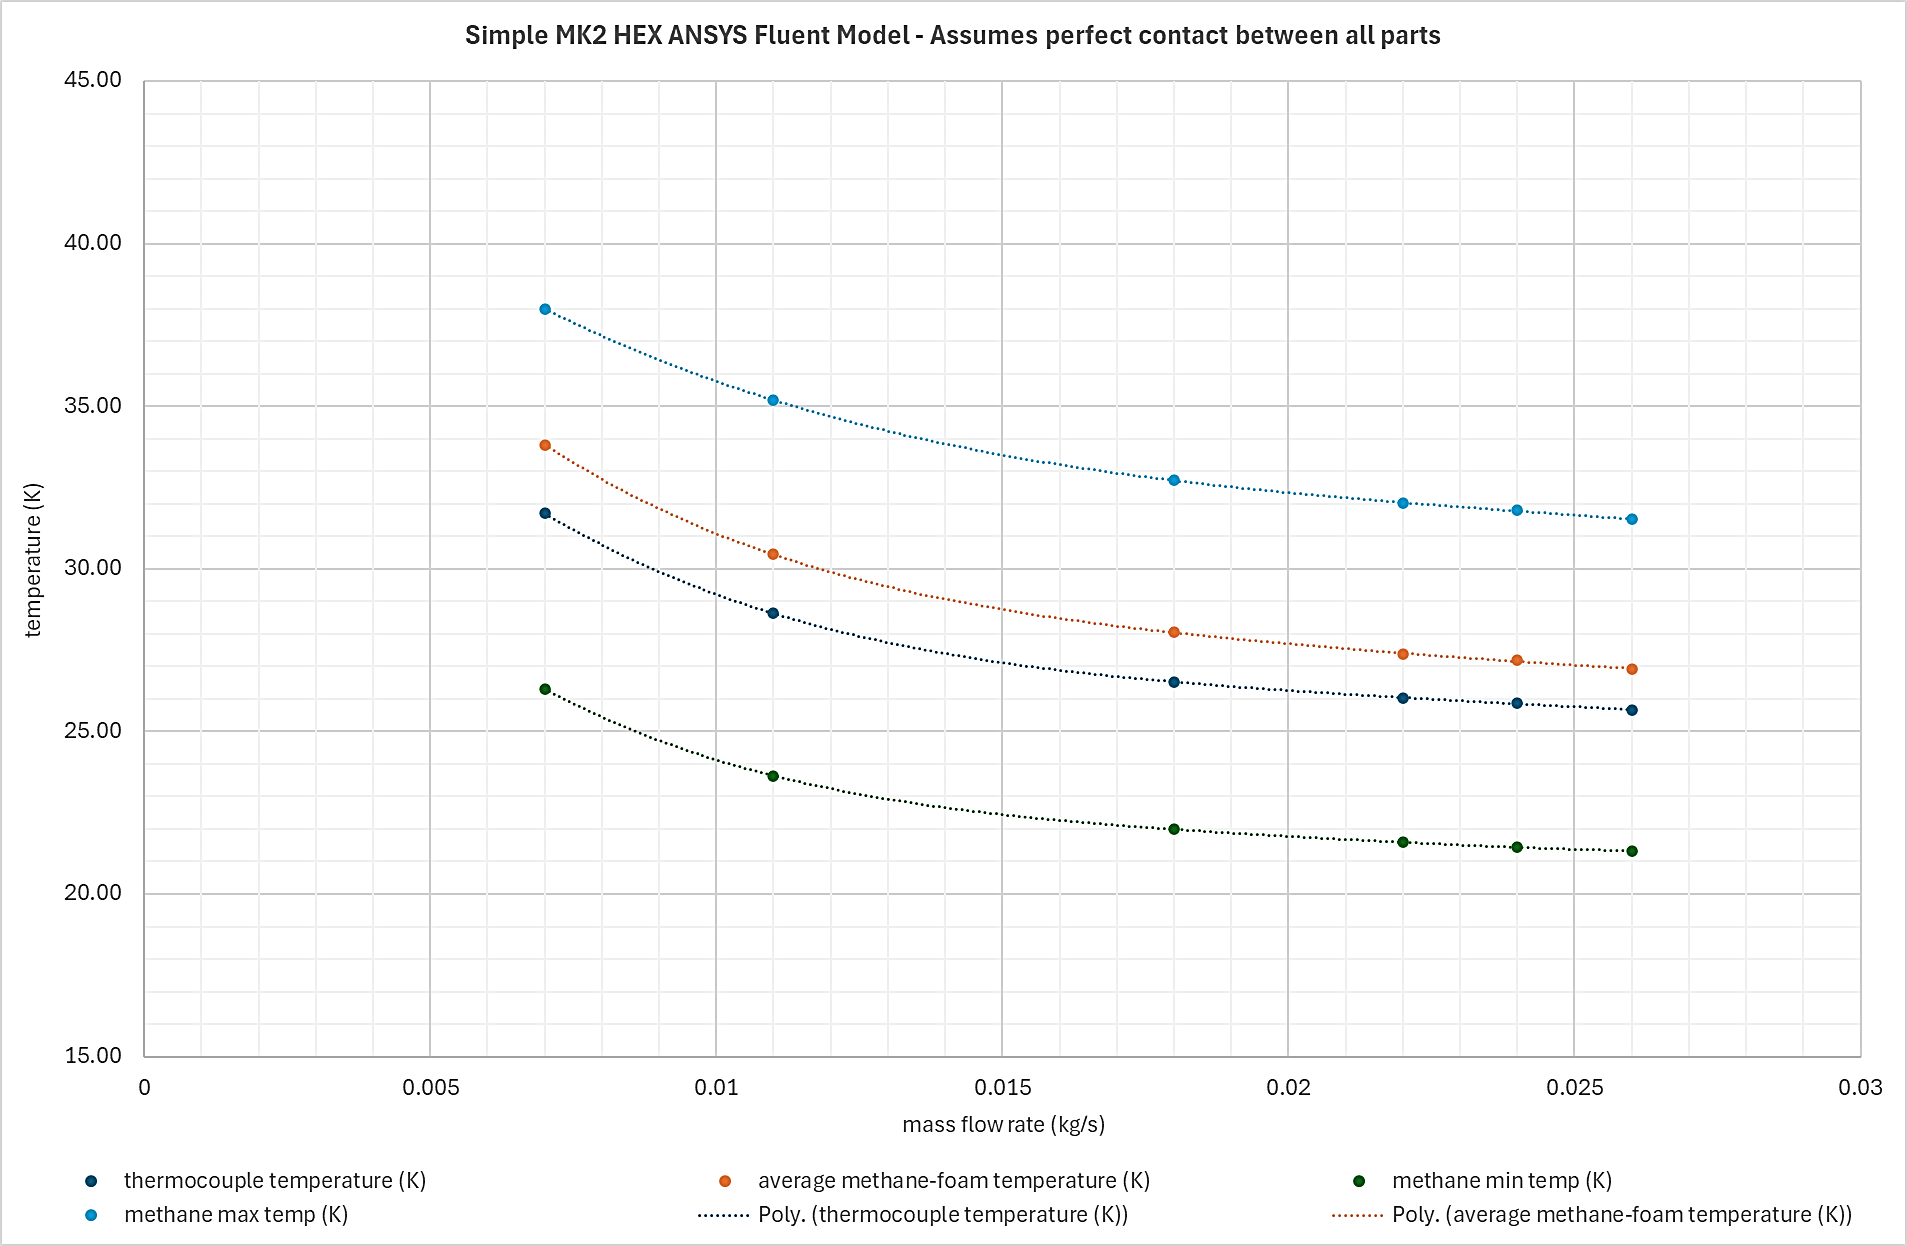 Simple MK2 HEX ANSYS Fluent Model - Assumes perfect contact between all parts
45.00
40.00
35.00
30.00
25.00
20.00
15.00
temperature (K)
0 0.005 0.01 0.015 0.02 0.025 0.03
mass flow rate (kg/s)
thermocouple temperature (K) average methane-foam temperature (K) methane min temp (K)
methane max temp (K) Poly. (thermocouple temperature (K)) Poly. (average methane-foam temperature (K))